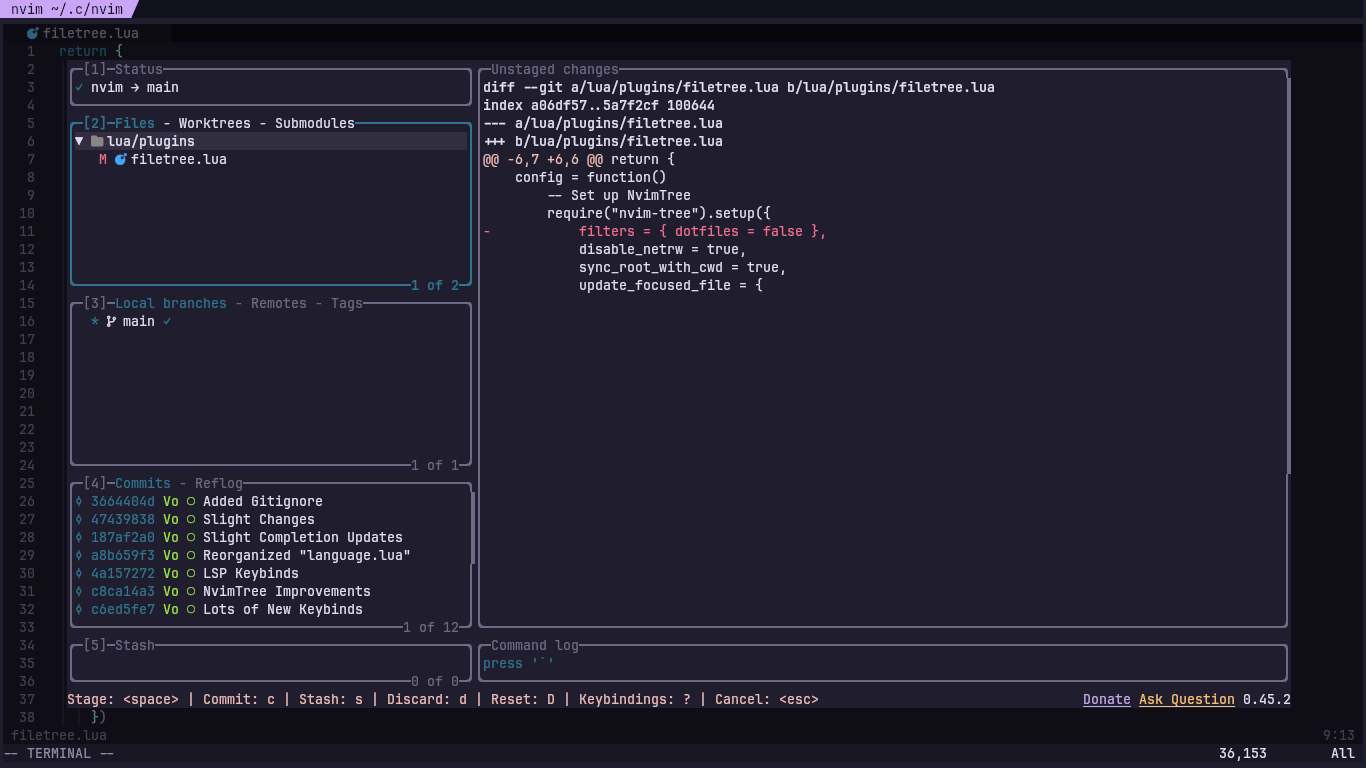 nvim ~/.c/nvim
filetree.lua
1 return {
2
3
4
5
6
7
8
9
10
11
12
13
14
15
16
17
18
19
20
21
22
23
24
25
26
27
28
29
30
31
32
33
34
35
36
37
38 })
[1]─Status
✓ nvim → main
[2]─Files - Worktrees - Submodules
▼ lua/plugins
M filetree.lua
1 of 2
[3]─Local branches - Remotes - Tags
* main ✓
1 of 1
[4]─Commits - Reflog
3664404d Vo ○ Added Gitignore
47439838 Vo ○ Slight Changes
187af2a0 Vo ○ Slight Completion Updates
a8b659f3 Vo ○ Reorganized "language.lua"
4a157272 Vo ○ LSP Keybinds
c8ca14a3 Vo ○ NvimTree Improvements
c6ed5fe7 Vo ○ Lots of New Keybinds
1 of 12
[5]─Stash
0 of 0
Unstaged changes
diff --git a/lua/plugins/filetree.lua b/lua/plugins/filetree.lua
index a06df57..5a7f2cf 100644
--- a/lua/plugins/filetree.lua
+++ b/lua/plugins/filetree.lua
@@ -6,7 +6,6 @@ return {
config = function()
-- Set up NvimTree
require("nvim-tree").setup({
- filters = { dotfiles = false },
disable_netrw = true,
sync_root_with_cwd = true,
update_focused_file = {
Command log
press '`'
Stage: <space> | Commit: c | Stash: s | Discard: d | Reset: D | Keybindings: ? | Cancel: <esc>
Donate Ask Question 0.45.2
filetree.lua 9:13
-- TERMINAL -- 36,153 All